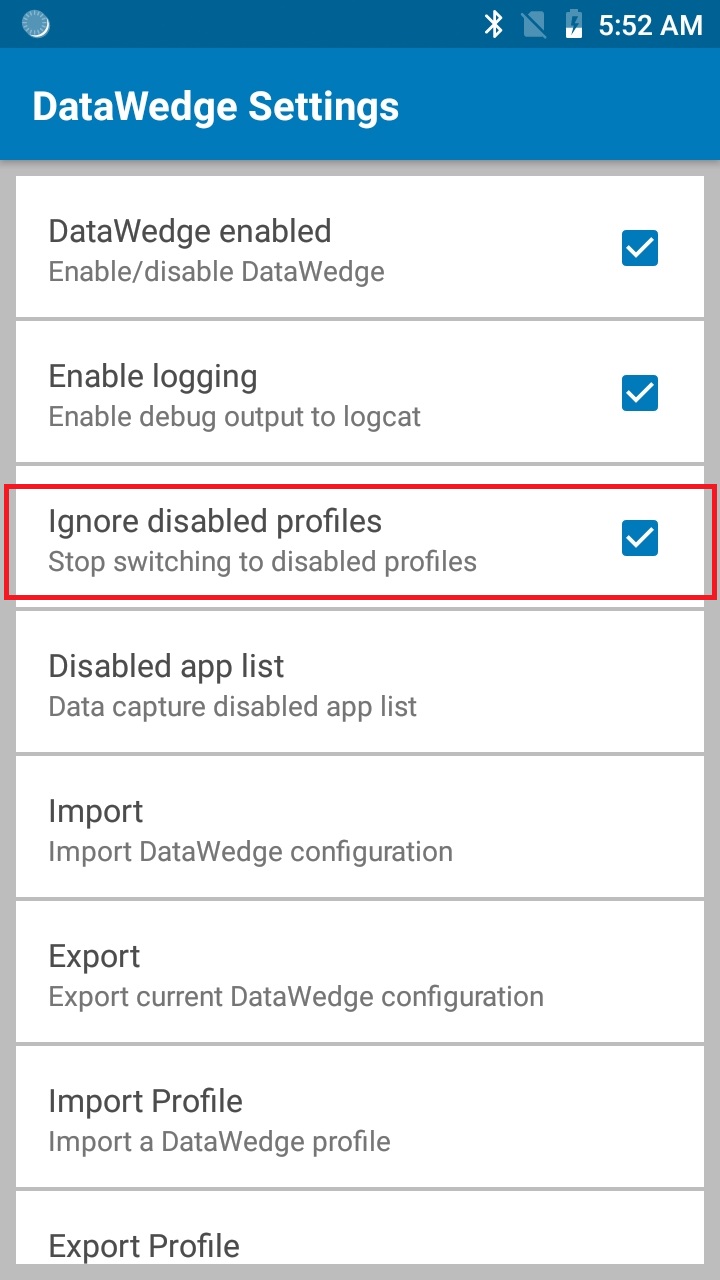 5:52 AM
DataWedge Settings
DataWedge enabled
Enable/disable DataWedge
Enable logging
Enable debug output to logcat
Ignore disabled profiles
Stop switching to disabled profiles
Disabled app list
Data capture disabled app list
Import
Import DataWedge configuration
Export
Export current DataWedge configuration
Import Profile
Import a DataWedge profile
Export Profile